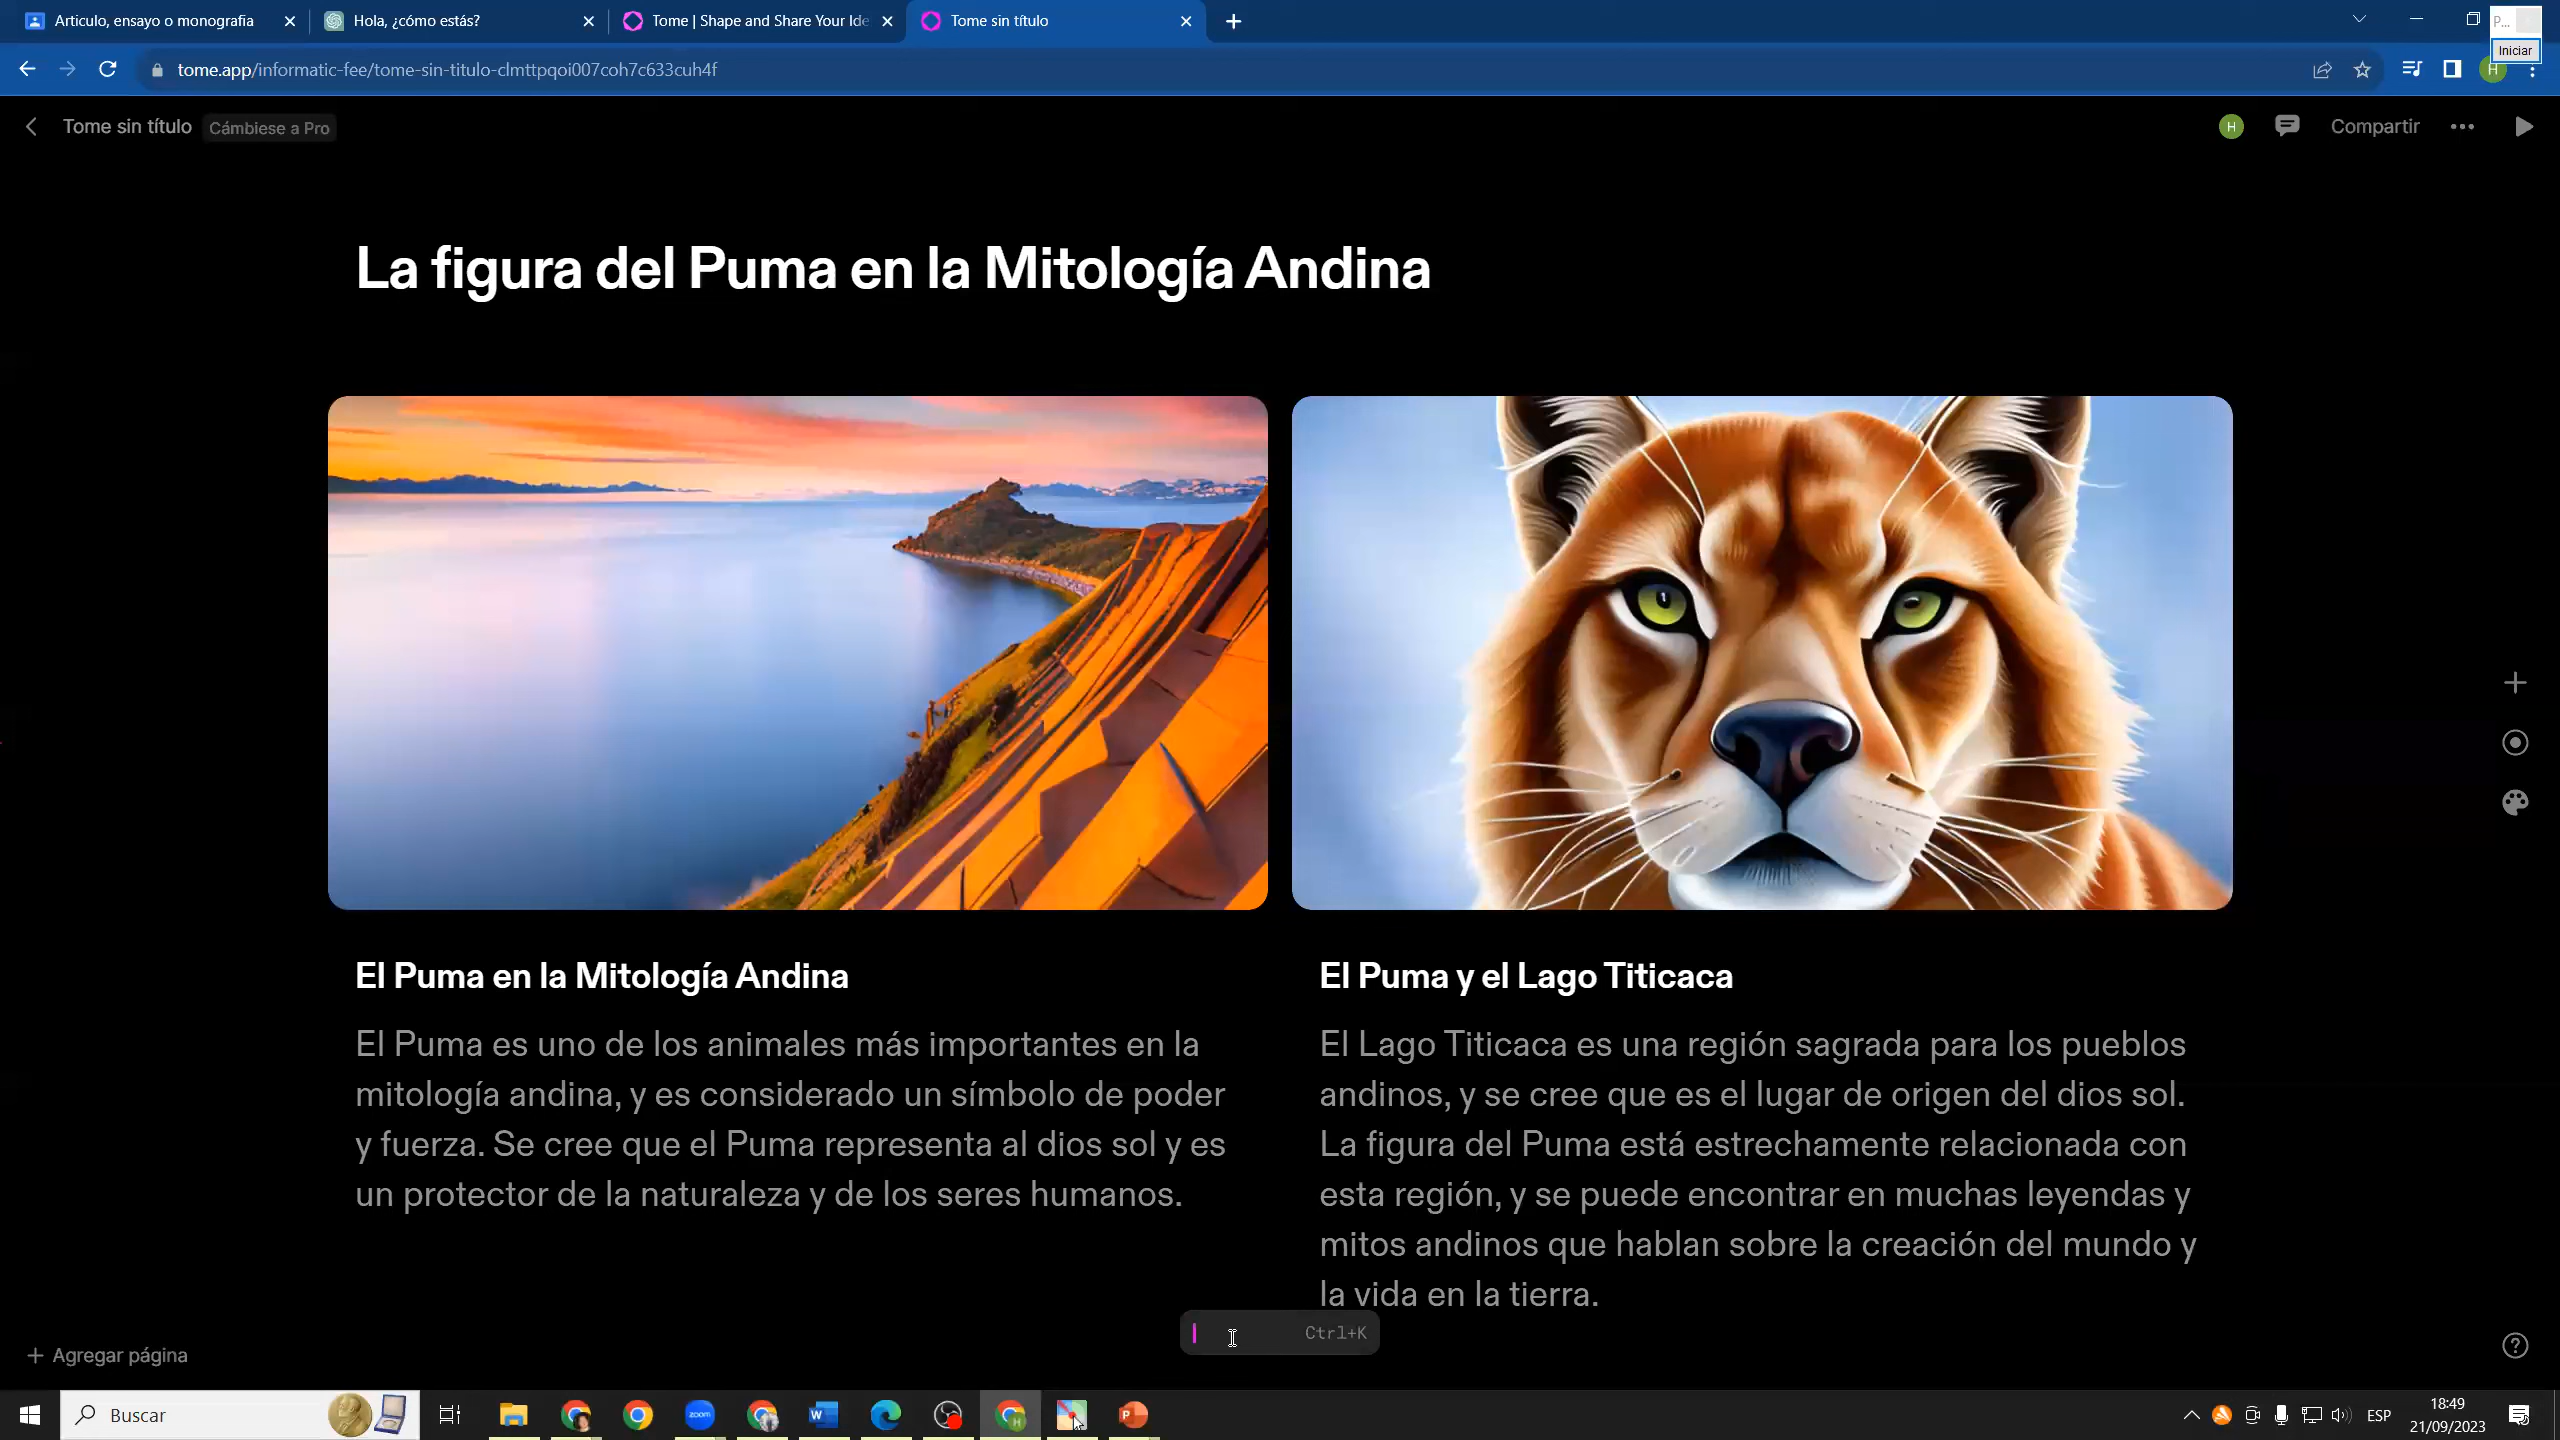 Articulo, ensayo o monografia
Hola, ¿cómo estás?
Tome | Shape and Share Your Ide
Tome sin título
P...
Iniciar
tome.app/informatic-fee/tome-sin-titulo-clmttpqoi007coh7c633cuh4f
H
Tome sin título
Cámbiese a Pro
H
Compartir
La figura del Puma en la Mitología Andina
El Puma en la Mitología Andina
El Puma es uno de los animales más importantes en la
mitología andina, y es considerado un símbolo de poder
y fuerza. Se cree que el Puma representa al dios sol y es
un protector de la naturaleza y de los seres humanos.
El Puma y el Lago Titicaca
El Lago Titicaca es una región sagrada para los pueblos
andinos, y se cree que es el lugar de origen del dios sol.
La figura del Puma está estrechamente relacionada con
esta región, y se puede encontrar en muchas leyendas y
mitos andinos que hablan sobre la creación del mundo y
la vida en la tierra.
Ctrl+K
Agregar página
Buscar
zoom
ESP
18:49
21/09/2023